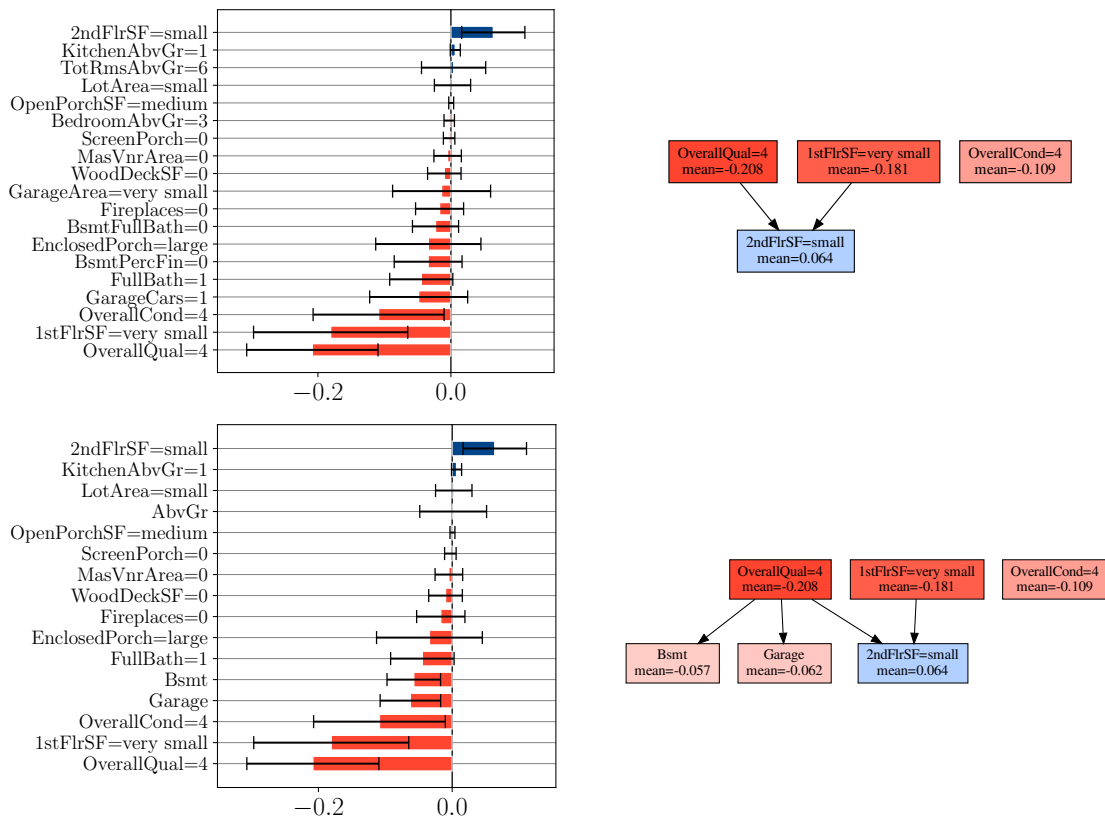 2ndFlrSF=small
KitchenAbvGr=1
TotRmsAbvGr=6
LotArea=small
OpenPorchSF=medium
BedroomAbvGr=3
ScreenPorch=0
MasVnrArea=0
WoodDeckSF=0
GarageArea=very small
Fireplaces=0
BsmtFullBath=0
EnclosedPorch=large
BsmtPercFin=0
FullBath=1
GarageCars=1
OverallCond=4
1stFlrSF=very small
OverallQual=4
−0.2 0.0
OverallQual=4
mean=-0.208
1stFlrSF=very small
mean=-0.181
OverallCond=4
mean=-0.109
2ndFlrSF=small
mean=0.064
2ndFlrSF=small
KitchenAbvGr=1
LotArea=small
AbvGr
OpenPorchSF=medium
ScreenPorch=0
MasVnrArea=0
WoodDeckSF=0
Fireplaces=0
EnclosedPorch=large
FullBath=1
Bsmt
Garage
OverallCond=4
1stFlrSF=very small
OverallQual=4
−0.2 0.0
OverallQual=4
mean=-0.208
1stFlrSF=very small
mean=-0.181
OverallCond=4
mean=-0.109
Bsmt
mean=-0.057
Garage
mean=-0.062
2ndFlrSF=small
mean=0.064